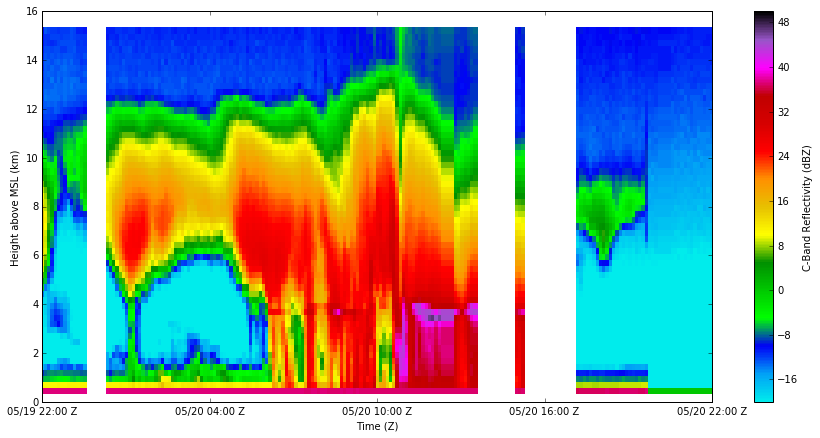 16
14
12
10
8
6
4
2
0
Height above MSL (km)
05/19 22:00 Z
05/20 04:00 Z
05/20 10:00 Z
05/20 16:00 Z
05/20 22:00 Z
Time (Z)
48
40
32
24
16
8
0
−8
−16
C-Band Reflectivity (dBZ)